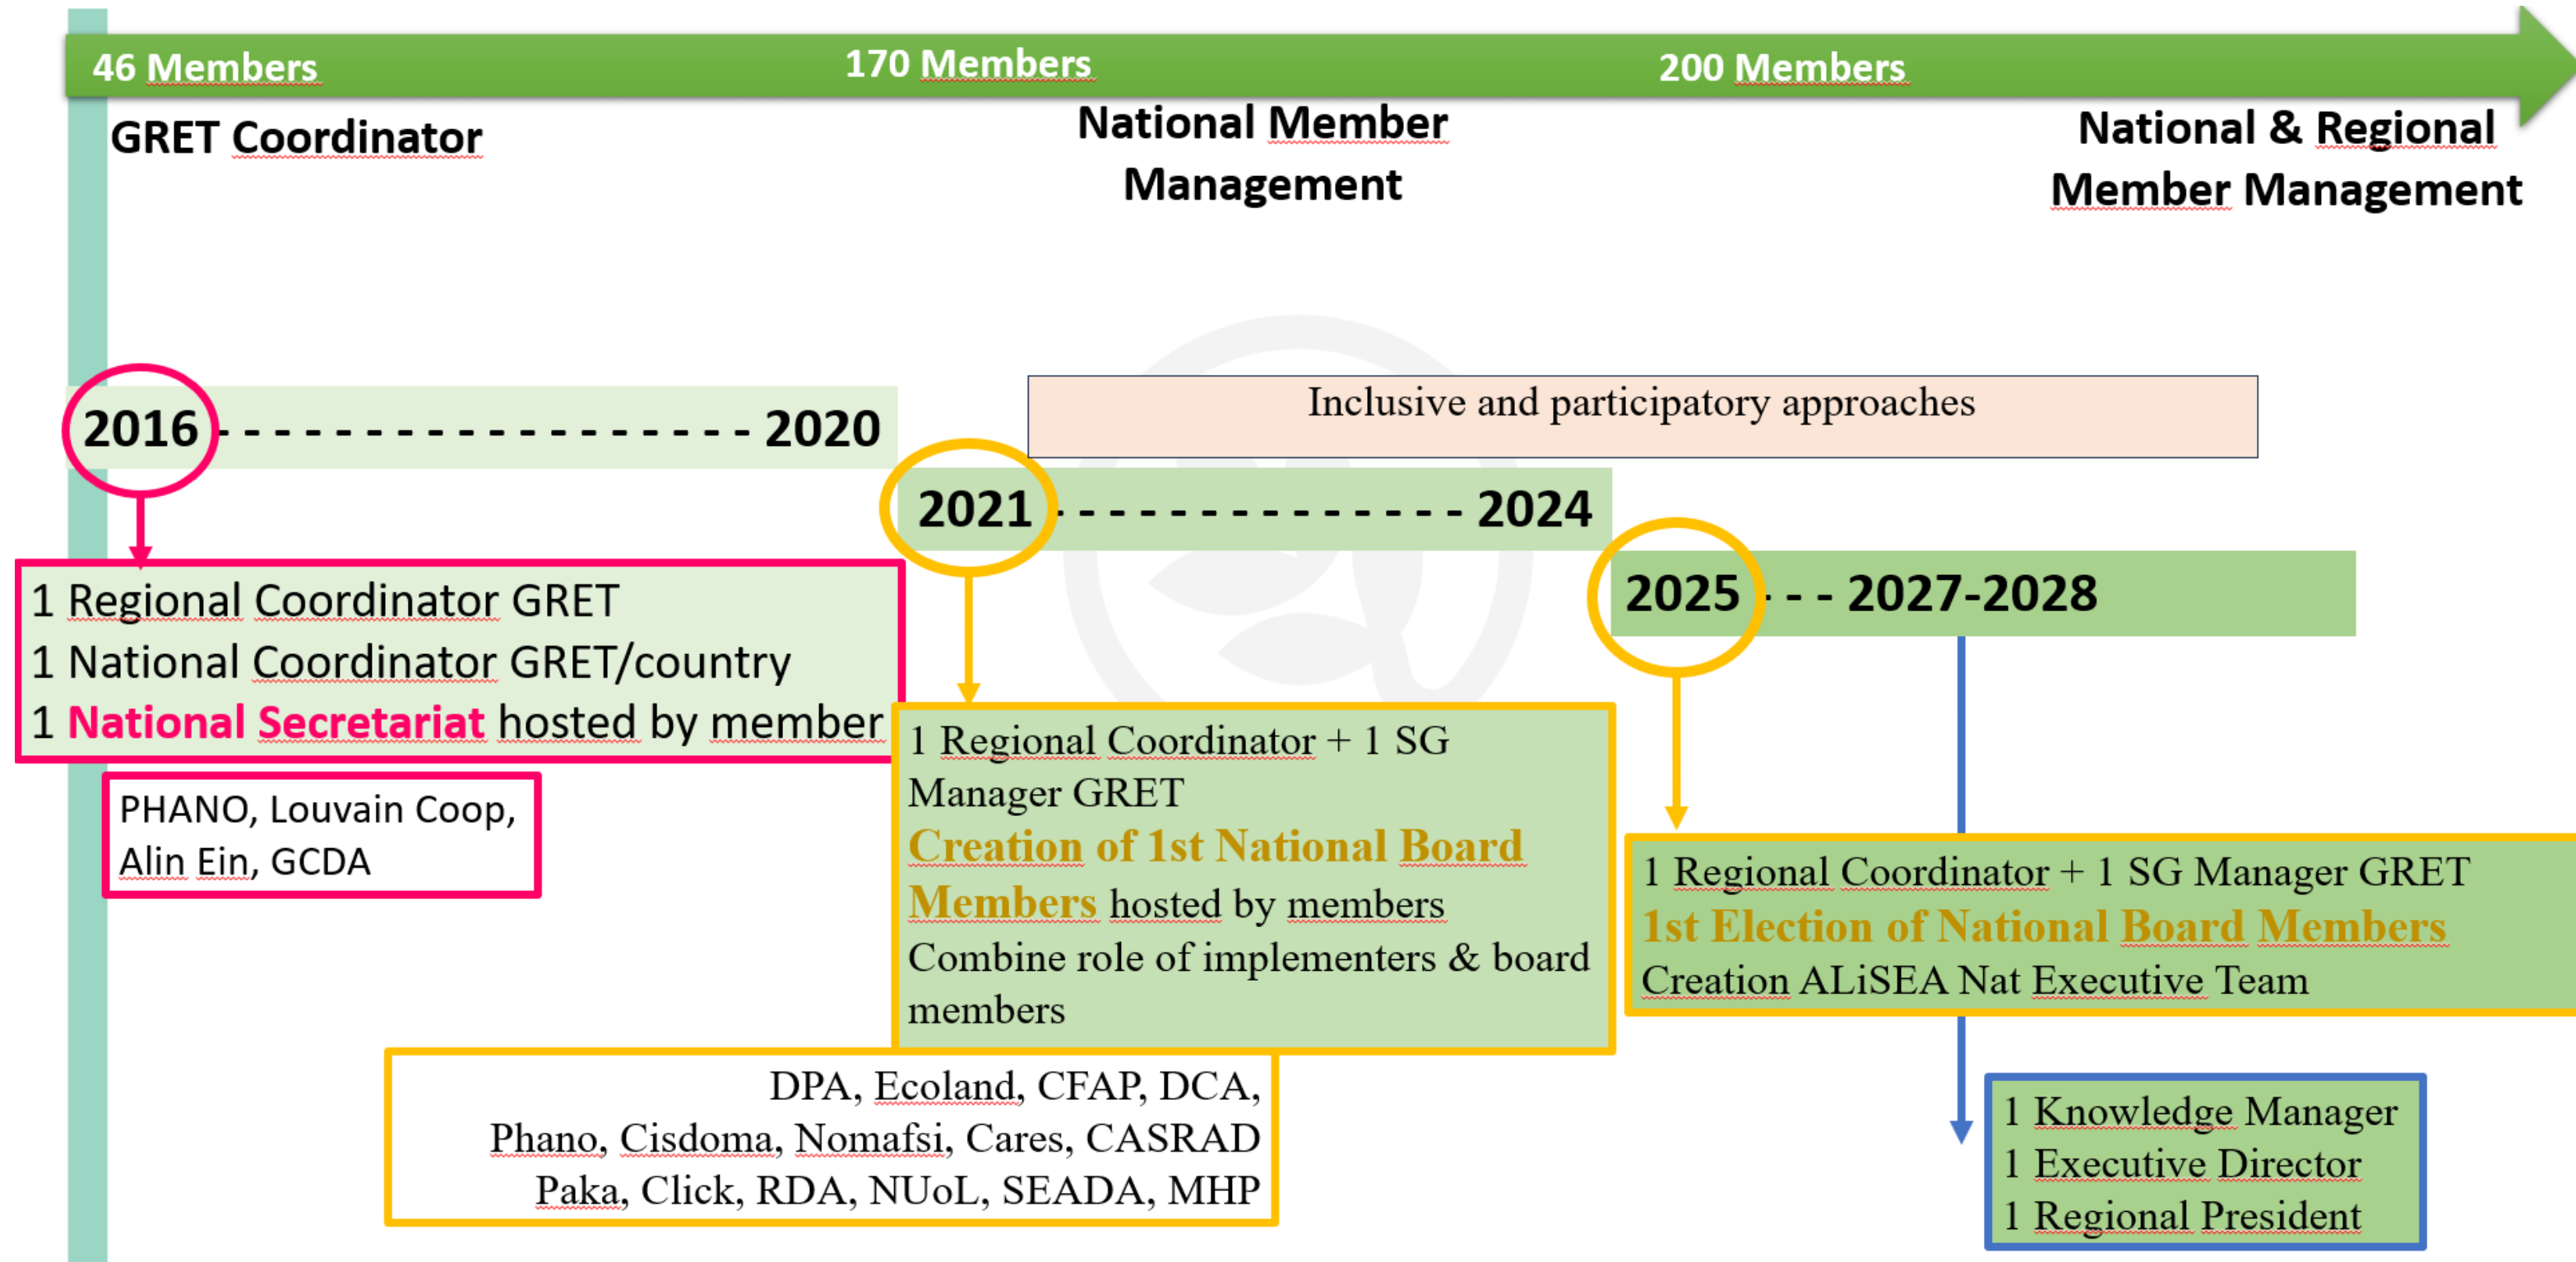 46 Members
170 Members
200 Members
GRET Coordinator
National Member
Management
National & Regional
Member Management
Inclusive and participatory approaches
2016 - - - - - - - - - - - - - - - - - - 2020
2021 - - - - - - - - - - - - - - 2024
2025 - - - 2027-2028
1 Regional Coordinator GRET
1 National Coordinator GRET/country
1 National Secretariat hosted by member
PHANO, Louvain Coop,
Alin Ein, GCDA
1 Regional Coordinator + 1 SG
Manager GRET
Creation of 1st National Board
Members hosted by members
Combine role of implementers & board
members
DPA, Ecoland, CFAP, DCA,
Phano, Cisdoma, Nomafsi, Cares, CASRAD
Paka, Click, RDA, NUoL, SEADA, MHP
1 Regional Coordinator + 1 SG Manager GRET
1st Election of National Board Members
Creation ALiSEA Nat Executive Team
1 Knowledge Manager
1 Executive Director
1 Regional President